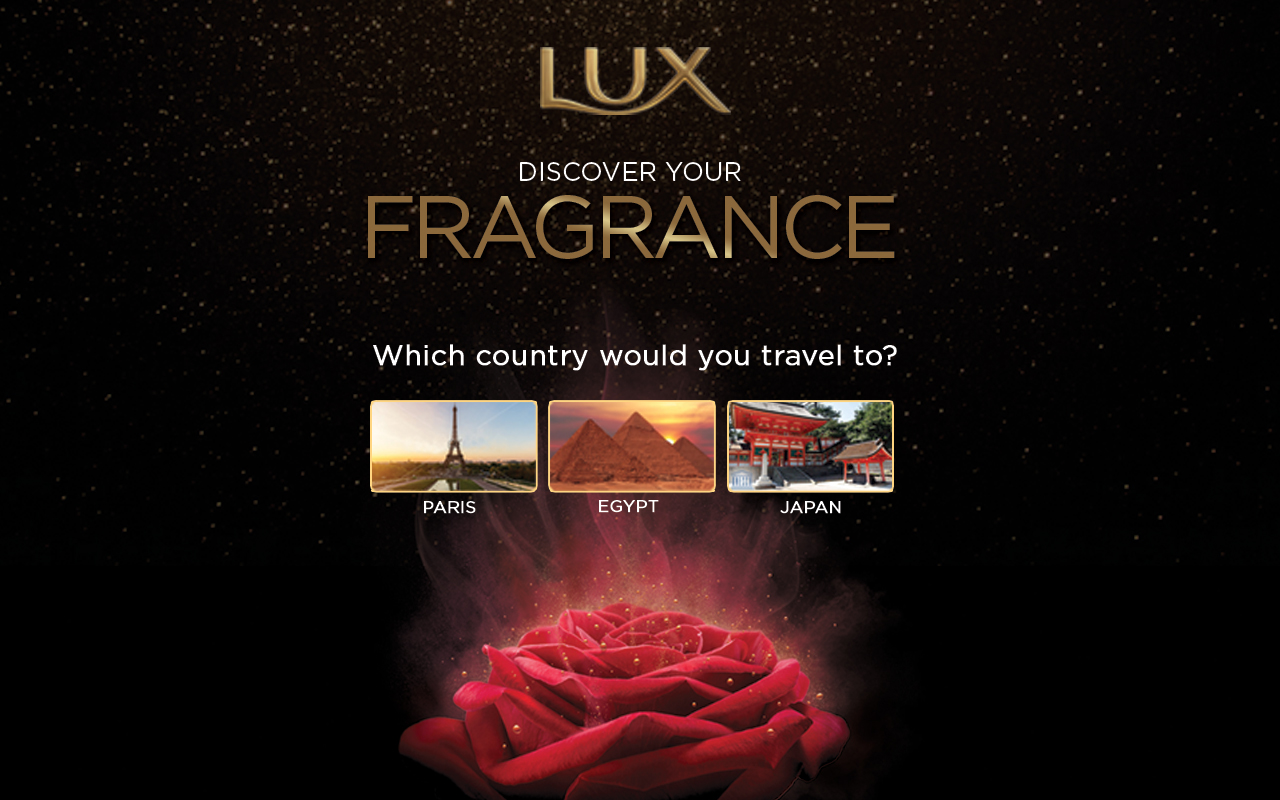 LUX
DISCOVER YOUR
FRAGRANCE
Which country would you travel to?
PARIS
EGYPT
JAPAN